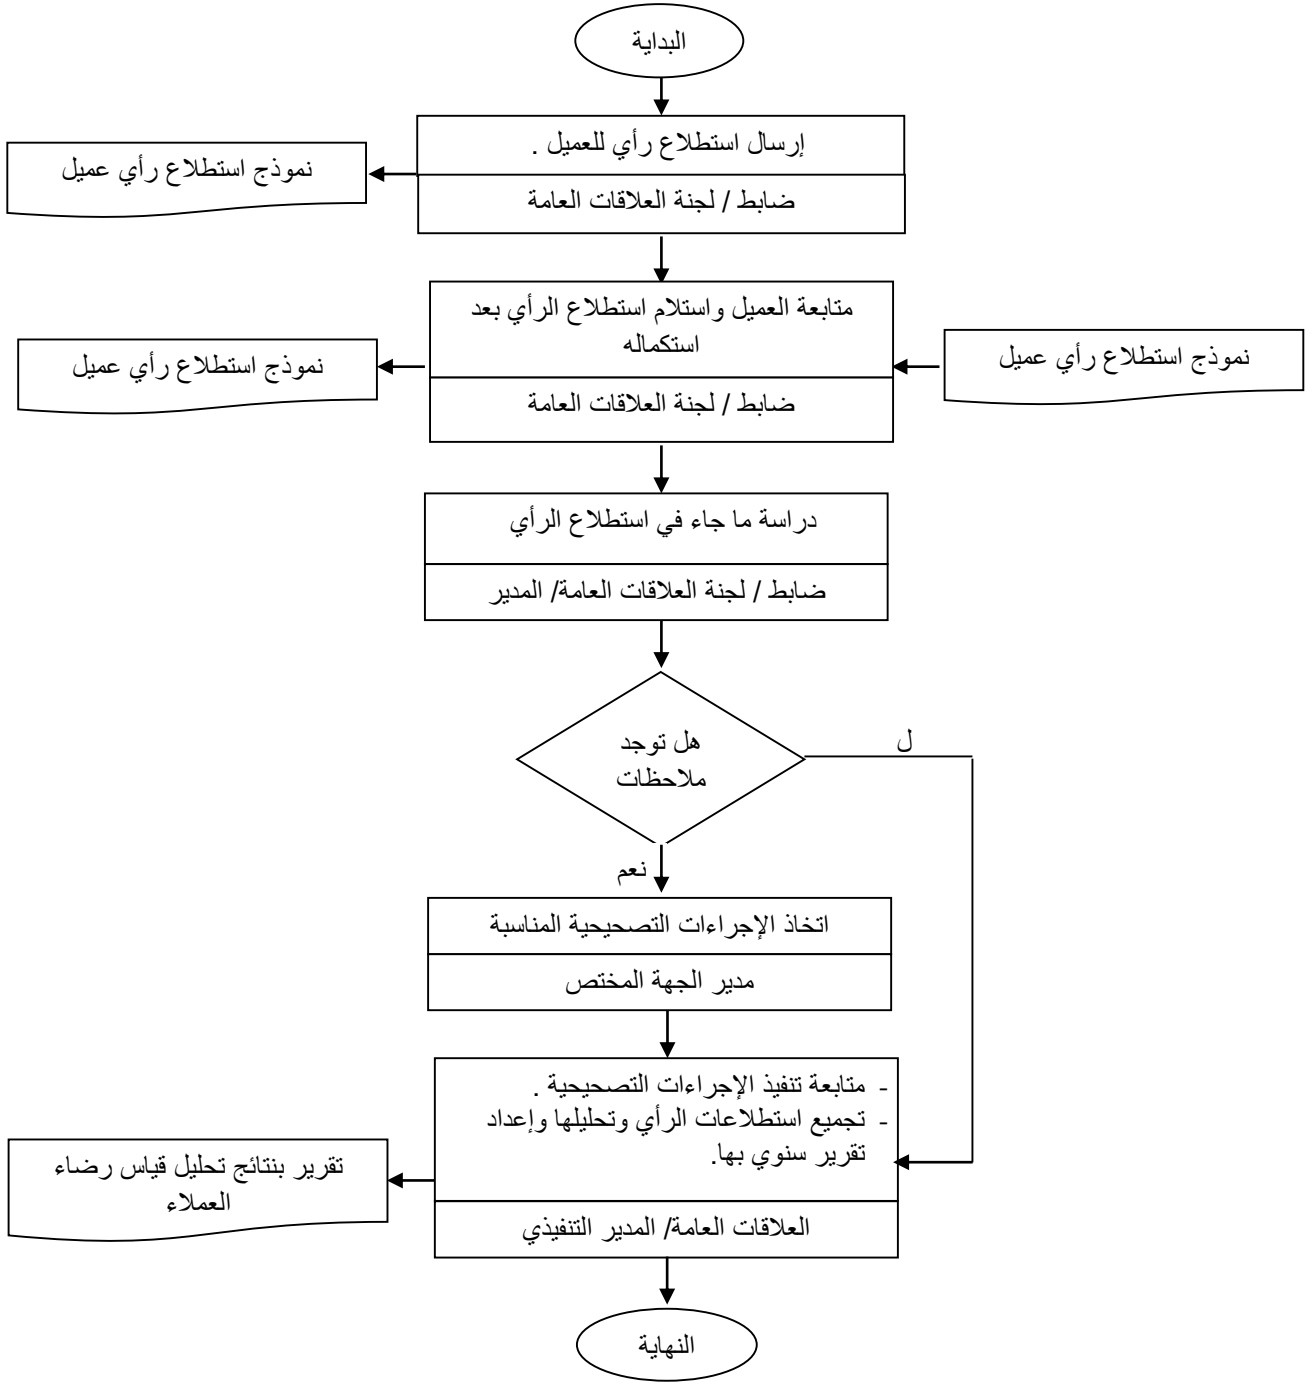 البداية
إرسال استطلاع رأي للعميل .
ضابط / لجنة العلاقات العامة
نموذج استطلاع رأي عميل
متابعة العميل واستلام استطلاع الرأي بعد
استكماله
ضابط / لجنة العلاقات العامة
نموذج استطلاع رأي عميل
نموذج استطلاع رأي عميل
دراسة ما جاء في استطلاع الرأي
ضابط / لجنة العلاقات العامة/ المدير
هل توجد
ملاحظات
ل
نعم
اتخاذ الإجراءات التصحيحية المناسبة
مدير الجهة المختص
- متابعة تنفيذ الإجراءات التصحيحية .
- تجميع استطلاعات الرأي وتحليلها وإعداد
تقرير سنوي بها.
العلاقات العامة/ المدير التنفيذي
تقرير بنتائج تحليل قياس رضاء
العملاء
النهاية